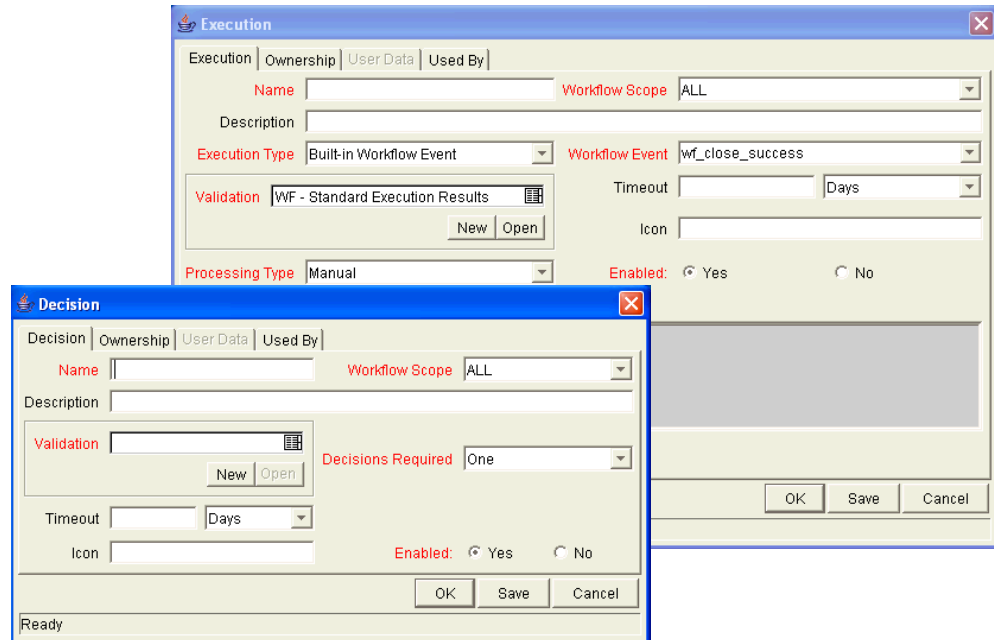 Execution
Execution Ownership User Data Used By
Name Workflow Scope ALL
Description
Execution Type Built-in Workflow Event Workflow Event wf_close_success
Timeout Days
Validation WF - Standard Execution Results
New Open
Icon
Processing Type Manual Enabled: Yes No
OK Save Cancel
Decision
Decision Ownership User Data Used By
Name Workflow Scope ALL
Description
Validation
Decisions Required One
New Open
Timeout Days
Icon Enabled: Yes No
OK Save Cancel
Ready